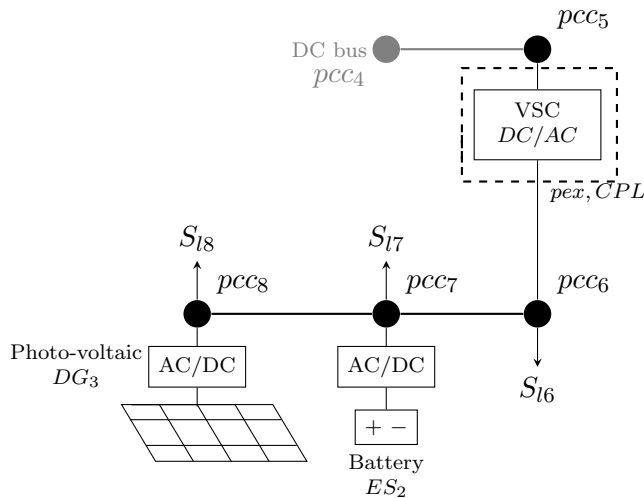 pcc5
DC bus
pcc4
VSC
DC/AC
pex, CPL
Sl8
Sl7
pcc8
pcc7
pcc6
Photo-voltaic
DG3
AC/DC
AC/DC
Sl6
+ −
Battery
ES2